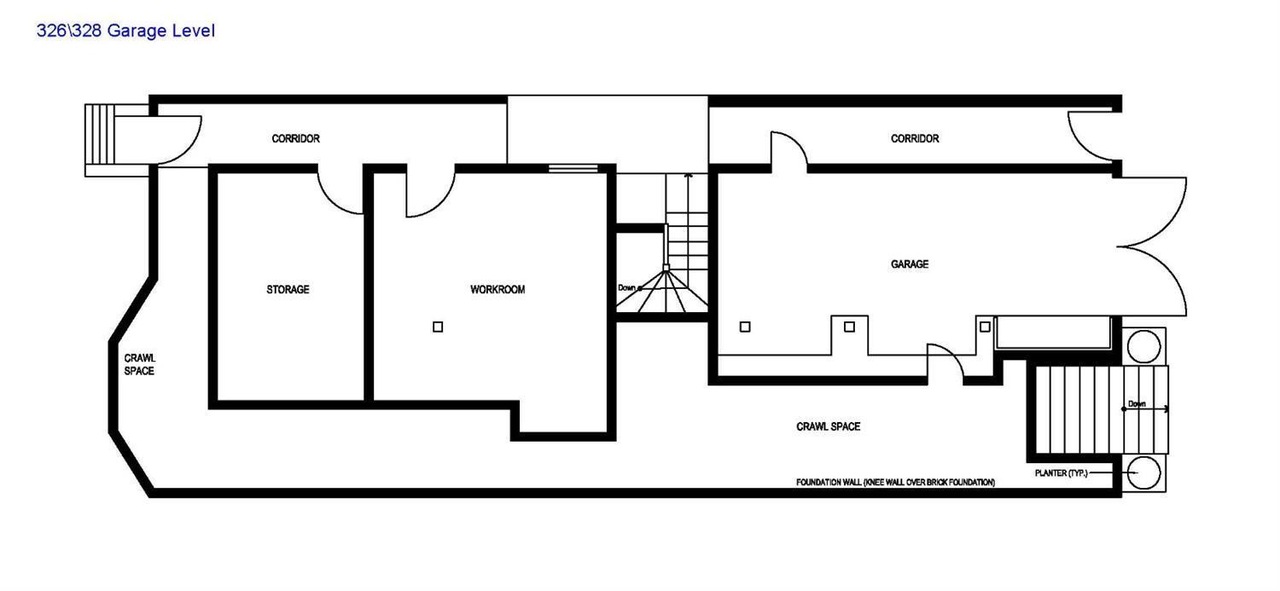 326\328 Garage Level
CORRIDOR
CORRIDOR
GARAGE
STORAGE
WORKROOM
Down
CRAWL
SPACE
Down
CRAWL SPACE
PLANTER (TYP.)
FOUNDATION WALL (KNEE WALL OVER BRICK FOUNDATION)